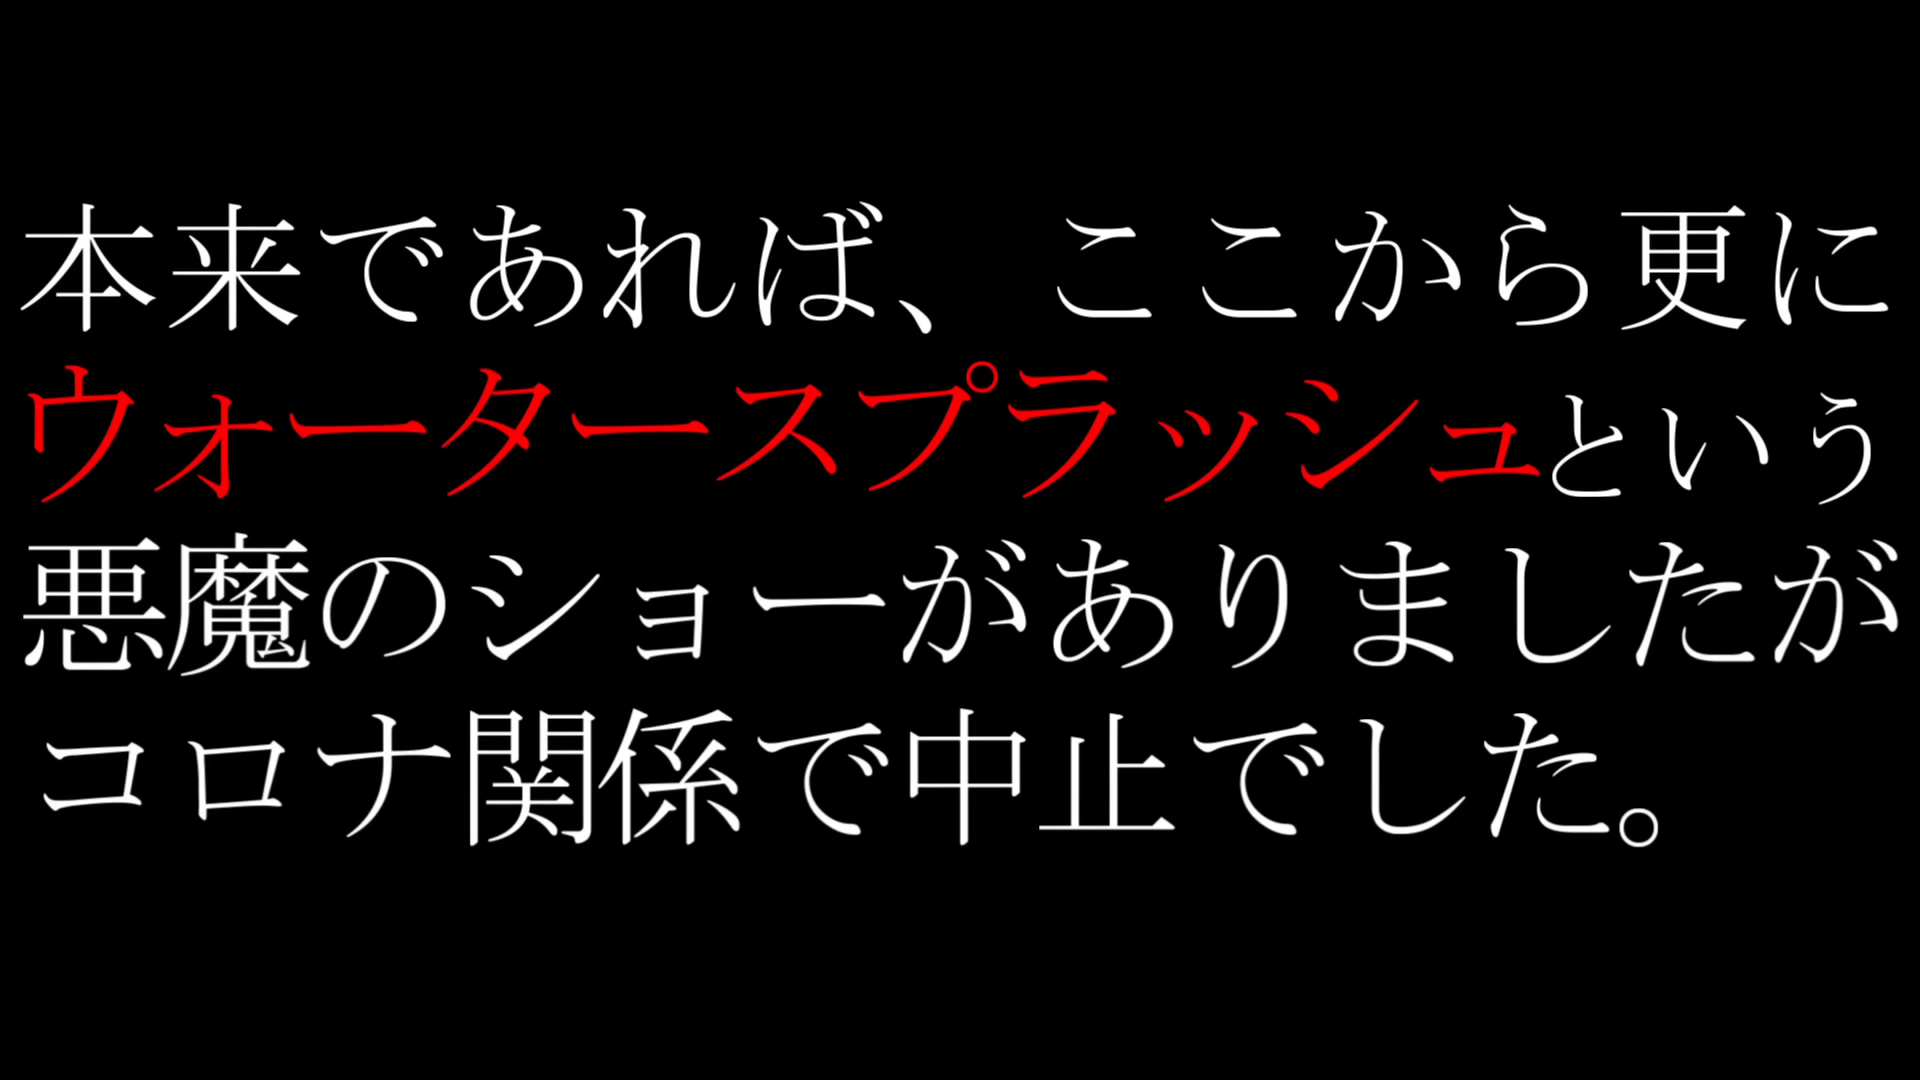 本来であれば、ここから更に
ウォータースプラッシュという
悪魔のショーがありましたが
コロナ関係で中止でした。